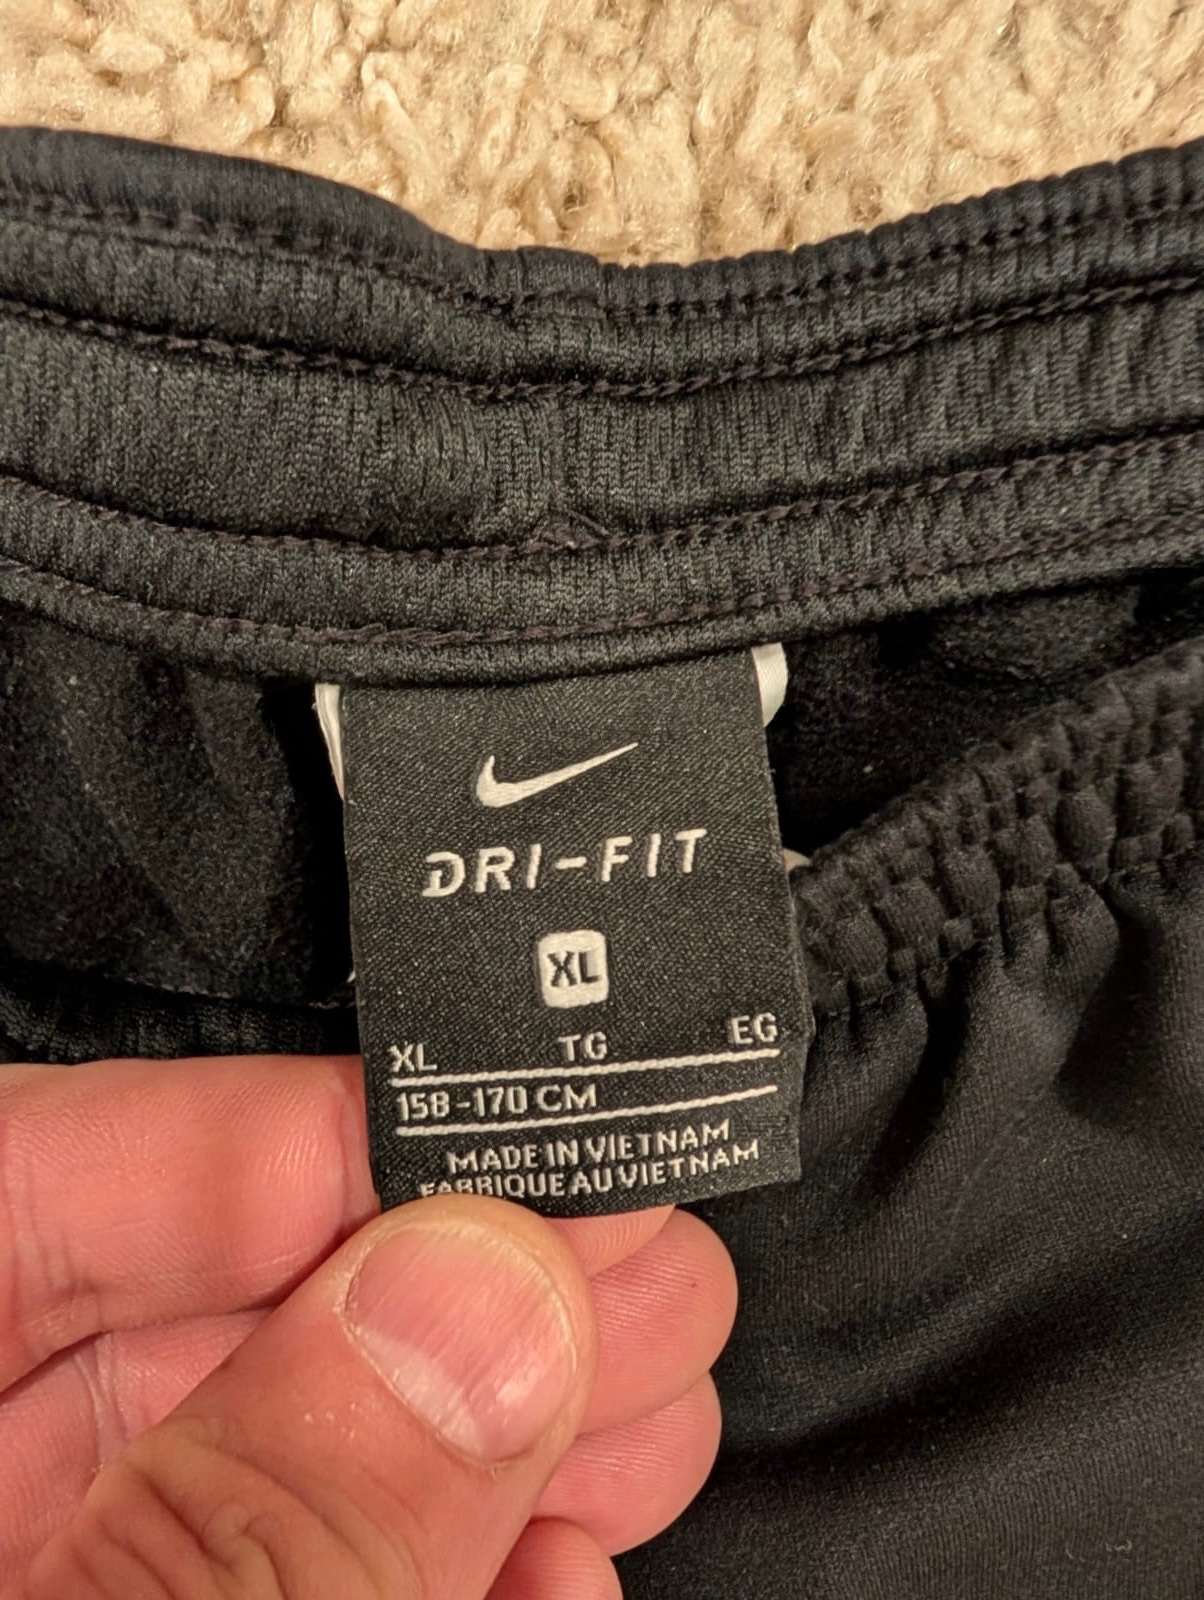 DRI-FIT
XL
XL TG EG
158-170 CM
MADE IN VIETNAM
FABRIQUE AU VIETNAM